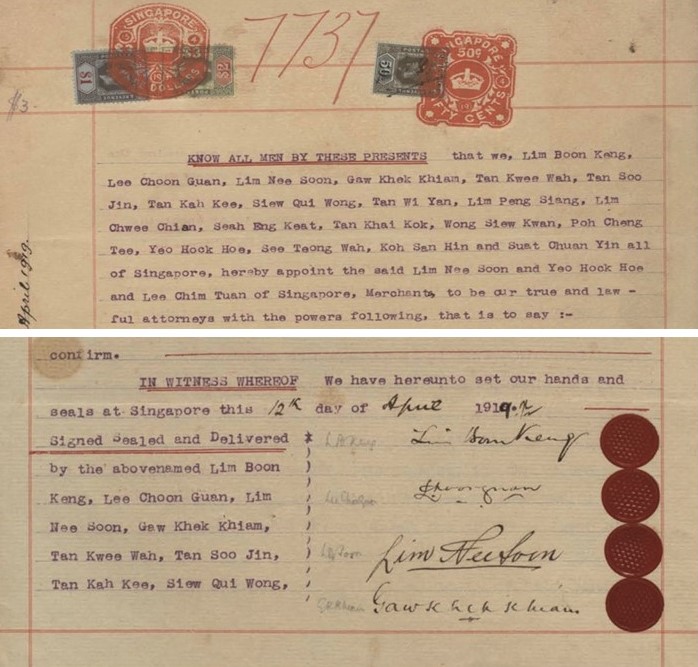 SINGAPORE
$1
7737
SINGAPORE
50¢
FIFTY CENTS
$3.
KNOW ALL MEN BY THESE PRESENTS that we, Lim Boon Keng,
Lee Choon Guan, Lim Nee Soon, Gaw Khek Khiam, Tan Kwee Wah, Tan Soo
Jin, Tan Kah Kee, Siew Qui Wong, Tan Wi Yan, Lim Peng Siang, Lim
Chwee Chian, Seah Eng Keat, Tan Khai Kok, Wong Siew Kwan, Poh Cheng
Tee, Yeo Hock Hoe, See Teong Wah, Koh San Hin and Suat Chuan Yin all
of Singapore, hereby appoint the said Lim Nee Soon and Yeo Hock Hoe
and Lee Chim Tuan of Singapore, Merchants, to be our true and law -
ful attorneys with the powers following, that is to say :-
April 1919
confirm.
IN WITNESS WHEREOF We have hereunto set our hands and
seals at Singapore this 12th day of April 1919.
Signed Sealed and Delivered Lim Boon Keng
by the abovenamed Lim Boon
Keng, Lee Choon Guan, Lim
Nee Soon, Gaw Khek Khiam,
Tan Kwee Wah, Tan Soo Jin, Lim Nee Soon
Tan Kah Kee, Siew Qui Wong, Gaw Khek Khiam